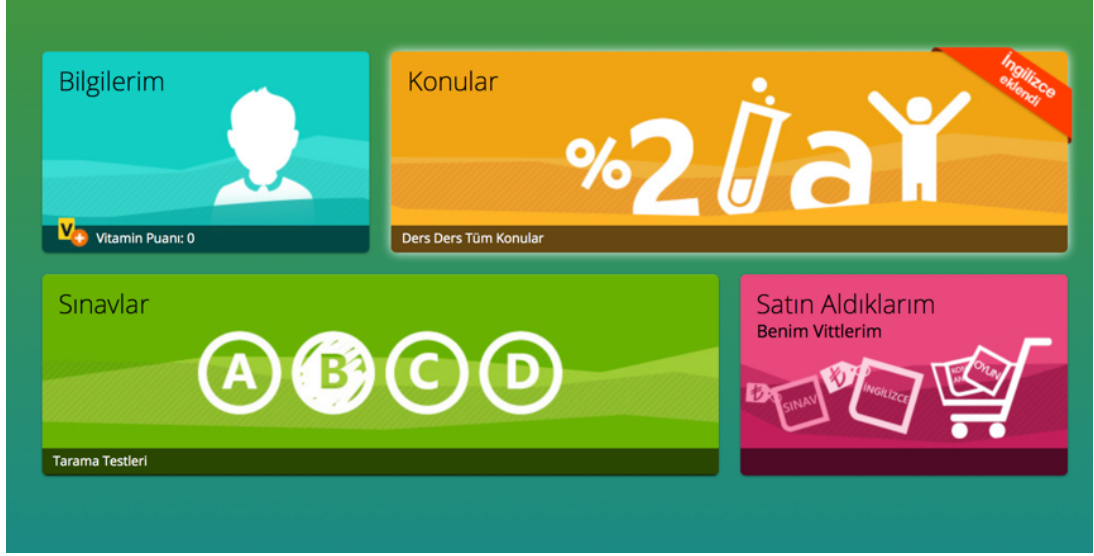 Bilgilerim
V
Vitamin Puanı: 0
Konular
İngilizce
eklendi
%2 a
Ders Ders Tüm Konular
Sınavlar
A B C D
Tarama Testleri
Satın Aldıklarım
Benim Vittlerim
SINAV
İNGİLİZCE
OYUN